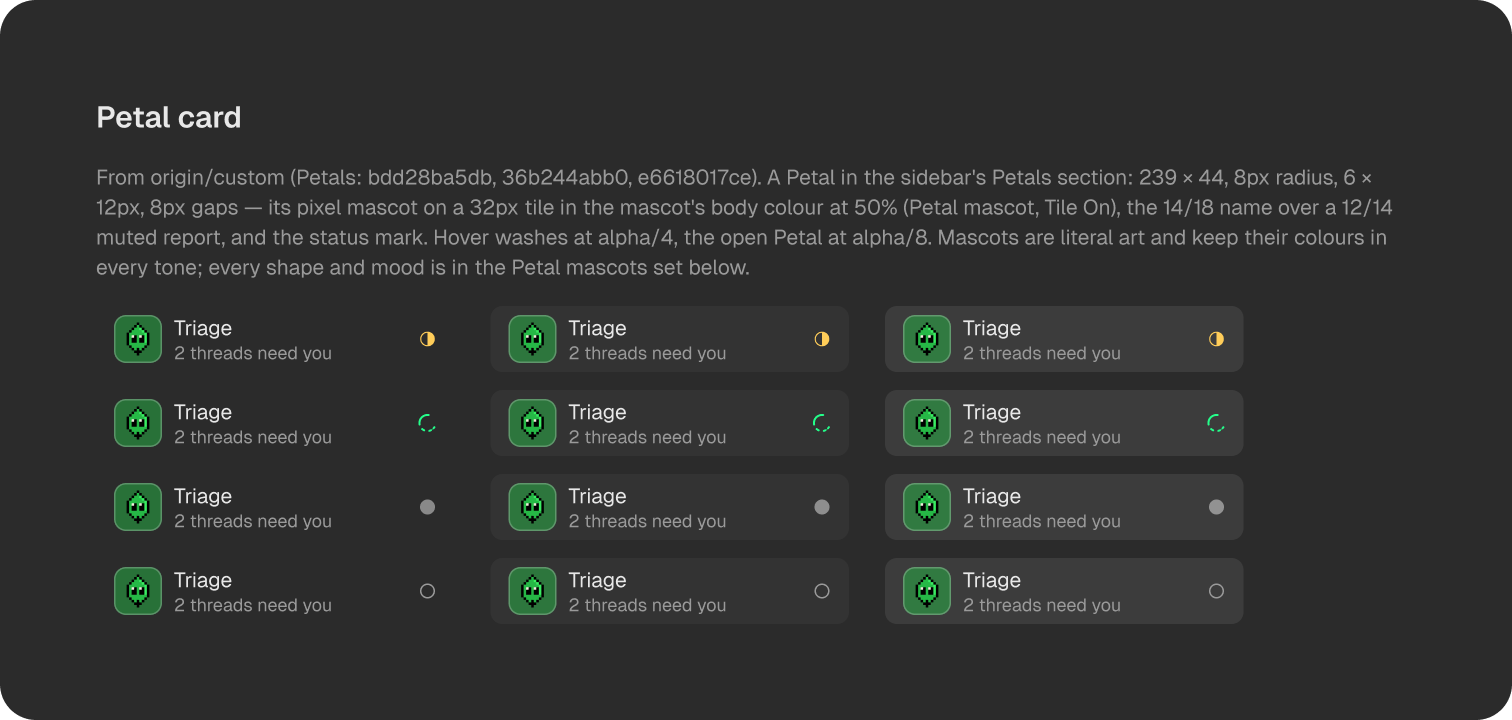 Petal card
From origin/custom (Petals: bdd28ba5db, 36b244abb0, e6618017ce). A Petal in the sidebar's Petals section: 239 × 44, 8px radius, 6 ×
12px, 8px gaps — its pixel mascot on a 32px tile in the mascot's body colour at 50% (Petal mascot, Tile On), the 14/18 name over a 12/14
muted report, and the status mark. Hover washes at alpha/4, the open Petal at alpha/8. Mascots are literal art and keep their colours in
every tone; every shape and mood is in the Petal mascots set below.
Triage
2 threads need you
Triage
2 threads need you
Triage
2 threads need you
Triage
2 threads need you
Triage
2 threads need you
Triage
2 threads need you
Triage
2 threads need you
Triage
2 threads need you
Triage
2 threads need you
Triage
2 threads need you
Triage
2 threads need you
Triage
2 threads need you